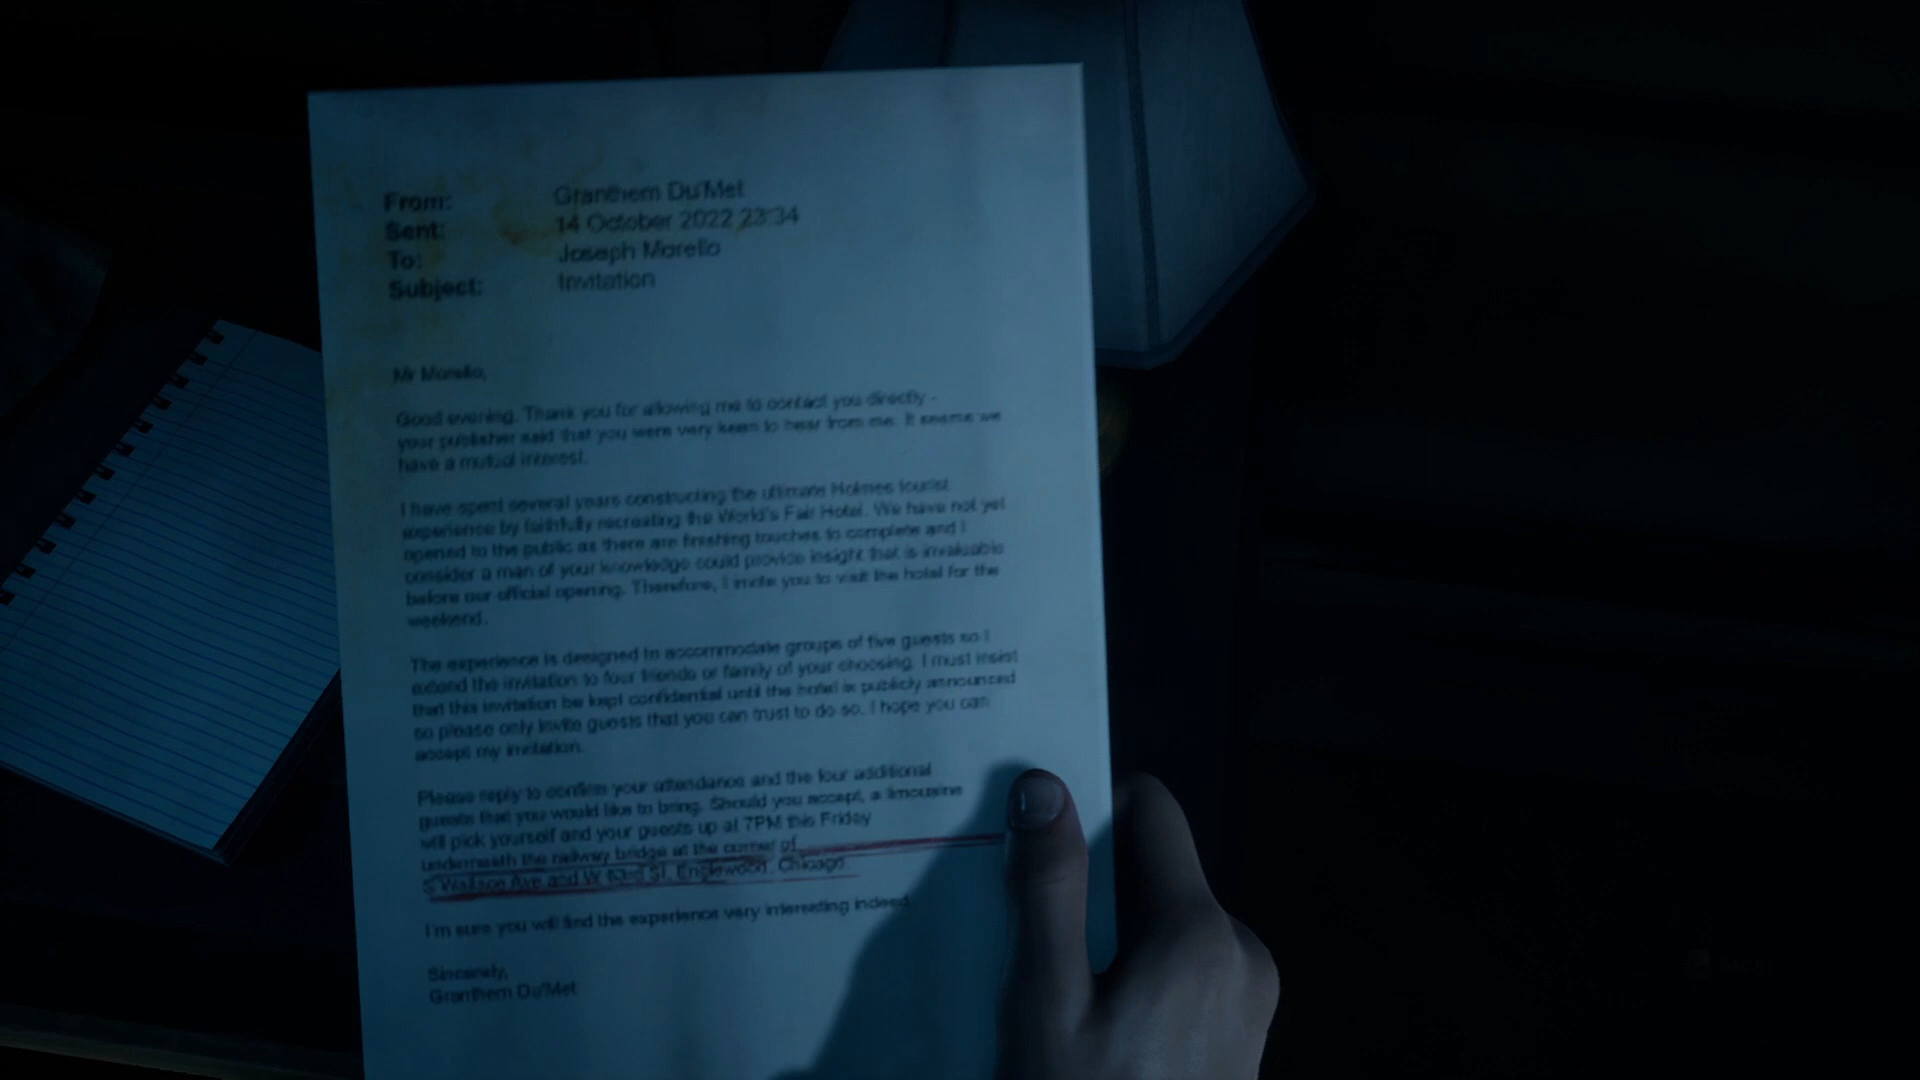 From: Granthem Du'Met
Sent: 14 October 2022 23:34
To: Joseph Morello
Subject: Invitation
Mr Morello,
Good evening. Thank you for allowing me to contact you directly -
your publisher said that you were very keen to hear from me. It seems we
have a mutual interest.
I have spent several years constructing the ultimate Holmes tourist
experience by faithfully recreating the World's Fair Hotel. We have not yet
opened to the public as there are finishing touches to complete and I
consider a man of your knowledge could provide insight that is invaluable
before our official opening. Therefore, I invite you to visit the hotel for the
weekend.
The experience is designed to accommodate groups of five guests so I
extend the invitation to four friends or family of your choosing. I must insist
that this invitation be kept confidential until the hotel is publicly announced
so please only invite guests that you can trust to do so. I hope you can
accept my invitation.
Please reply to confirm your attendance and the four additional
guests that you would like to bring. Should you accept, a limousine
will pick yourself and your guests up at 7PM this Friday
underneath the railway bridge at the corner of
S Wallace Ave and W 63rd St, Englewood, Chicago
I'm sure you will find the experience very interesting indeed.
Sincerely,
Granthem Du'Met